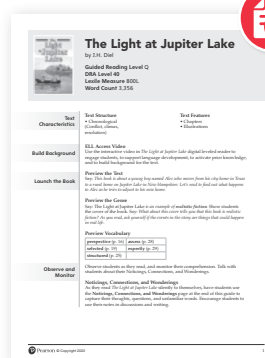 The Light at Jupiter Lake
by J.H. Diel
Guided Reading Level Q
DRA Level 40
Lexile Measure 800L
Word Count 3,356
Text Characteristics
Text Structure
• Chronological
(Conflict, climax,
resolution)
Text Features
• Chapters
• Illustrations
Build Background
ELL Access Video
Use the interactive video in The Light at Jupiter Lake digital leveled reader to
engage students, to support language development, to activate prior knowledge,
and to build background for the text.
Launch the Book
Preview the Text
Say: This book is about a young boy named Alex who moves from his city home in Texas
to a rural home on Jupiter Lake in New Hampshire. Let's read to find out what happens
to Alex as he tries to adjust to his new home.
Preview the Genre
Say: The Light at Jupiter Lake is an example of realistic fiction. Show students
the cover of the book. Say: What about this cover tells you that this book is realistic
fiction? As you read, ask yourself if the events in the story are things that could happen
in real life.
Preview Vocabulary
perspective (p. 16) access (p. 28)
selected (p. 19) expertly (p. 29)
structured (p. 25)
Observe and Monitor
Observe students as they read, and monitor their comprehension. Talk with
students about their Noticings, Connections, and Wonderings.
Noticings, Connections, and Wonderings
As they read The Light at Jupiter Lake silently to themselves, have students use
the Noticings, Connections, and Wonderings page at the end of this guide to
capture their thoughts, questions, and unfamiliar words. Encourage students to
use their notes in discussions and writing.
Pearson © Copyright 2020
1